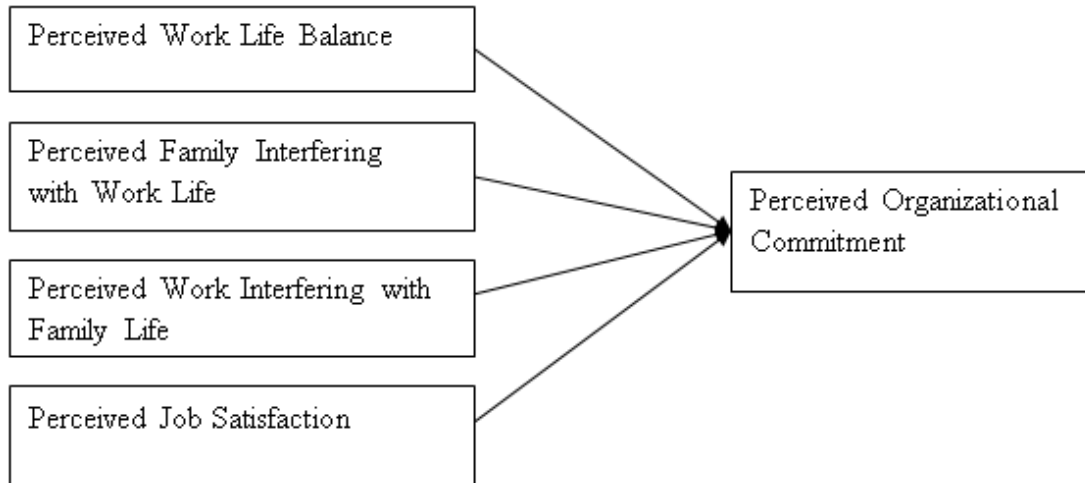 Perceived Work Life Balance
Perceived Family Interfering
with Work Life
Perceived Work Interfering with
Family Life
Perceived Job Satisfaction
Perceived Organizational
Commitment